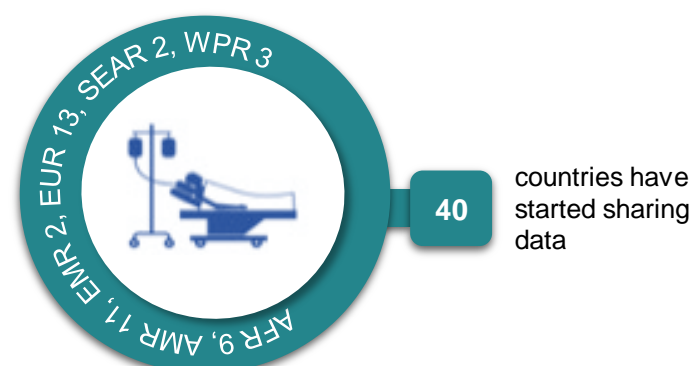 AFR 9, AMR 11, EMR 2, EUR 13, SEAR 2, WPR 3
40
countries have
started sharing
data